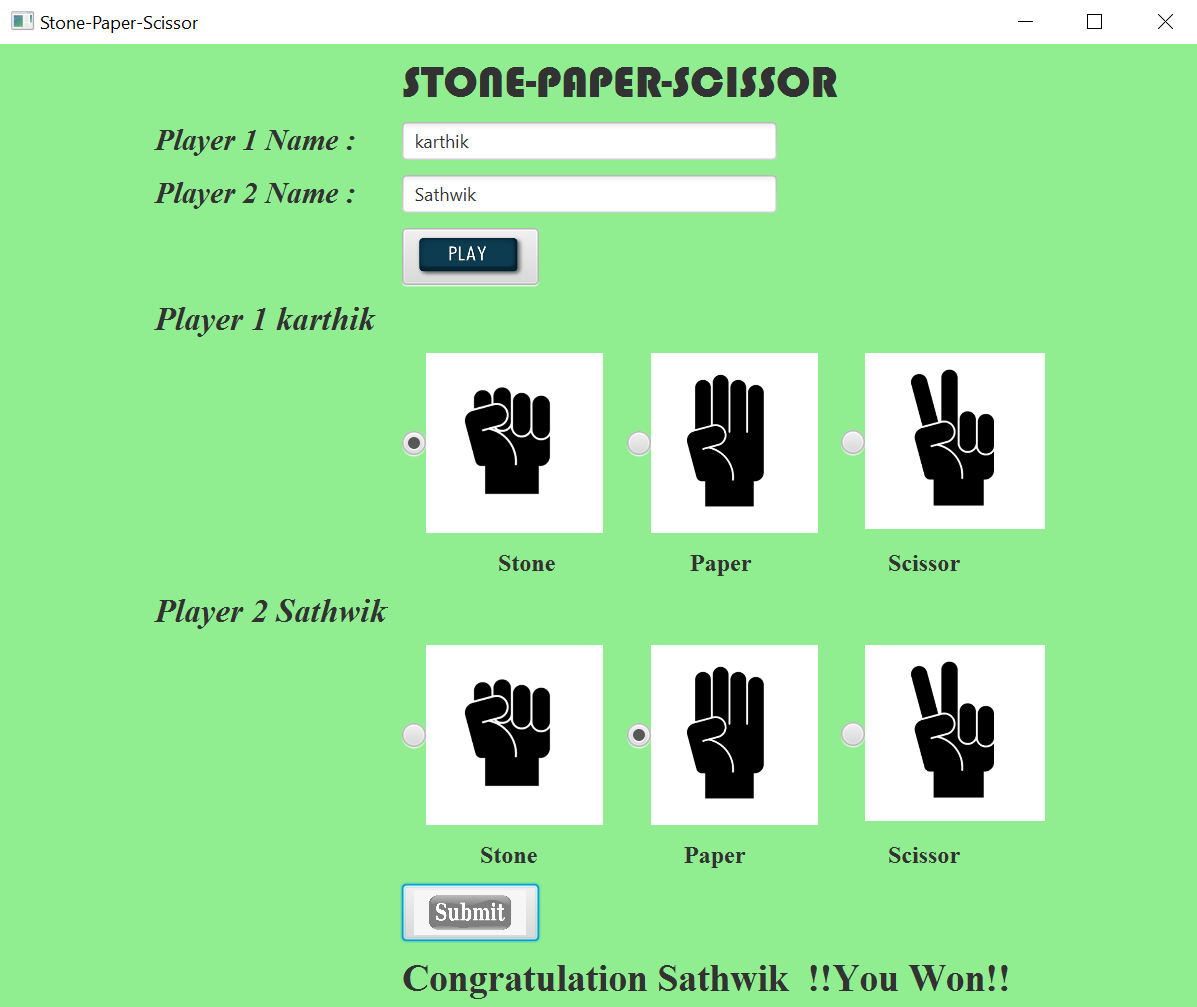 Stone-Paper-Scissor
STONE-PAPER-SCISSOR
Player 1 Name : karthik
Player 2 Name : Sathwik
PLAY
Player 1 karthik
Stone Paper Scissor
Player 2 Sathwik
Stone Paper Scissor
Submit
Congratulation Sathwik !!You Won!!